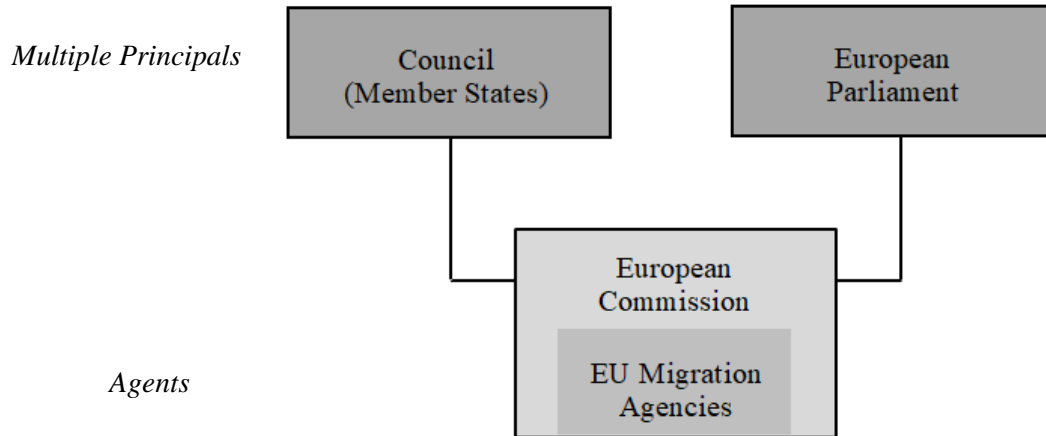 Multiple Principals
Council
(Member States)
European
Parliament
European
Commission
Agents
EU Migration
Agencies